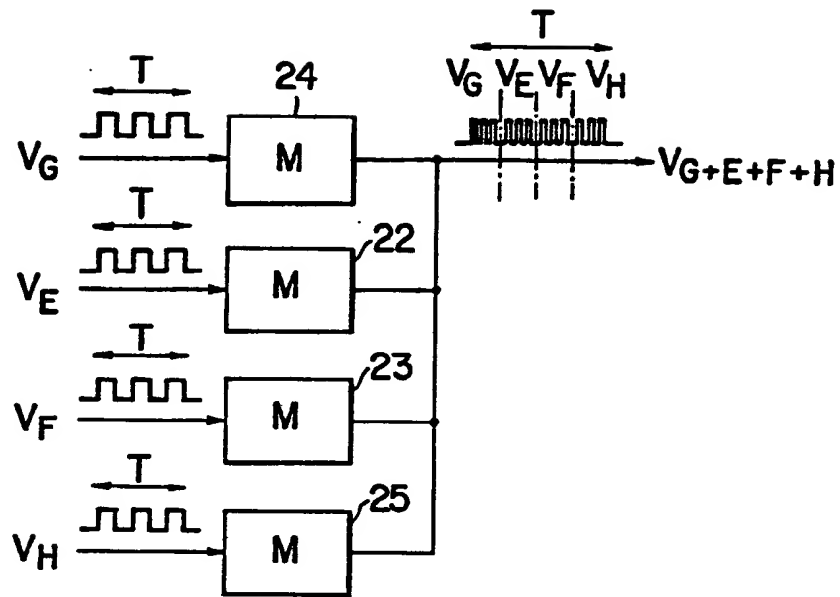 T
V_G V_E V_F V_H
T
24
V_G M V_G+E+F+H
T
22
V_E M
T
23
V_F M
T
25
V_H M